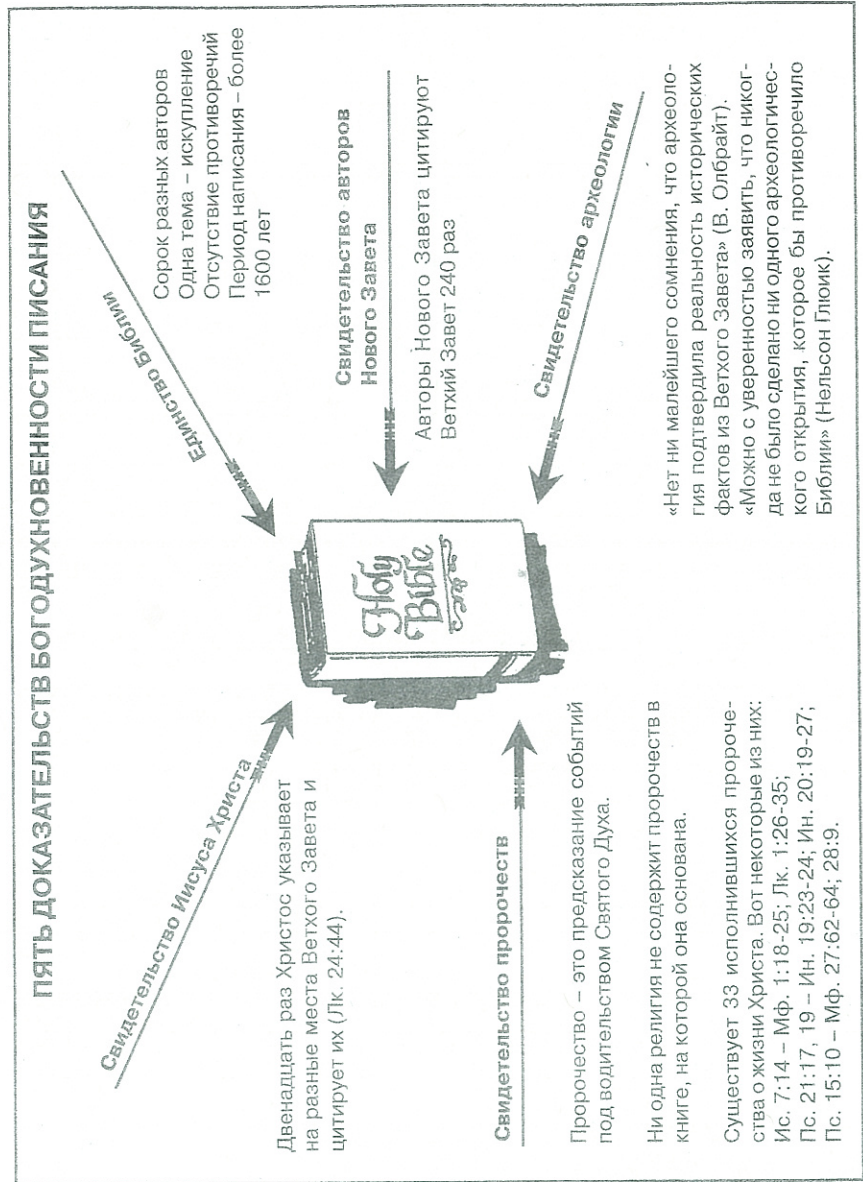 ПЯТЬ ДОКАЗАТЕЛЬСТВ БОГОДУХНОВЕННОСТИ ПИСАНИЯ
Свидетельство Иисуса Христа
Двенадцать раз Христос указывает
на разные места Ветхого Завета и
цитирует их (Лк. 24:44).
Свидетельство пророчеств
Пророчество – это предсказание событий
под водительством Святого Духа.
Ни одна религия не содержит пророчеств в
книге, на которой она основана.
Существует 33 исполнившихся пророче-
ства о жизни Христа. Вот некоторые из них:
Ис. 7:14 – Мф. 1:18-25; Лк. 1:26-35;
Пс. 21:17, 19 – Ин. 19:23-24; Ин. 20:19-27;
Пс. 15:10 – Мф. 27:62-64; 28:9.
Holy
Bible
Единство Библии
Сорок разных авторов
Одна тема – искупление
Отсутствие противоречий
Период написания – более
1600 лет
Свидетельство авторов
Нового Завета
Авторы Нового Завета цитируют
Ветхий Завет 240 раз
Свидетельство археологии
«Нет ни малейшего сомнения, что археоло-
гия подтвердила реальность исторических
фактов из Ветхого Завета» (В. Олбрайт).
«Можно с уверенностью заявить, что никог-
да не было сделано ни одного археологичес-
кого открытия, которое бы противоречило
Библии» (Нельсон Глюик).